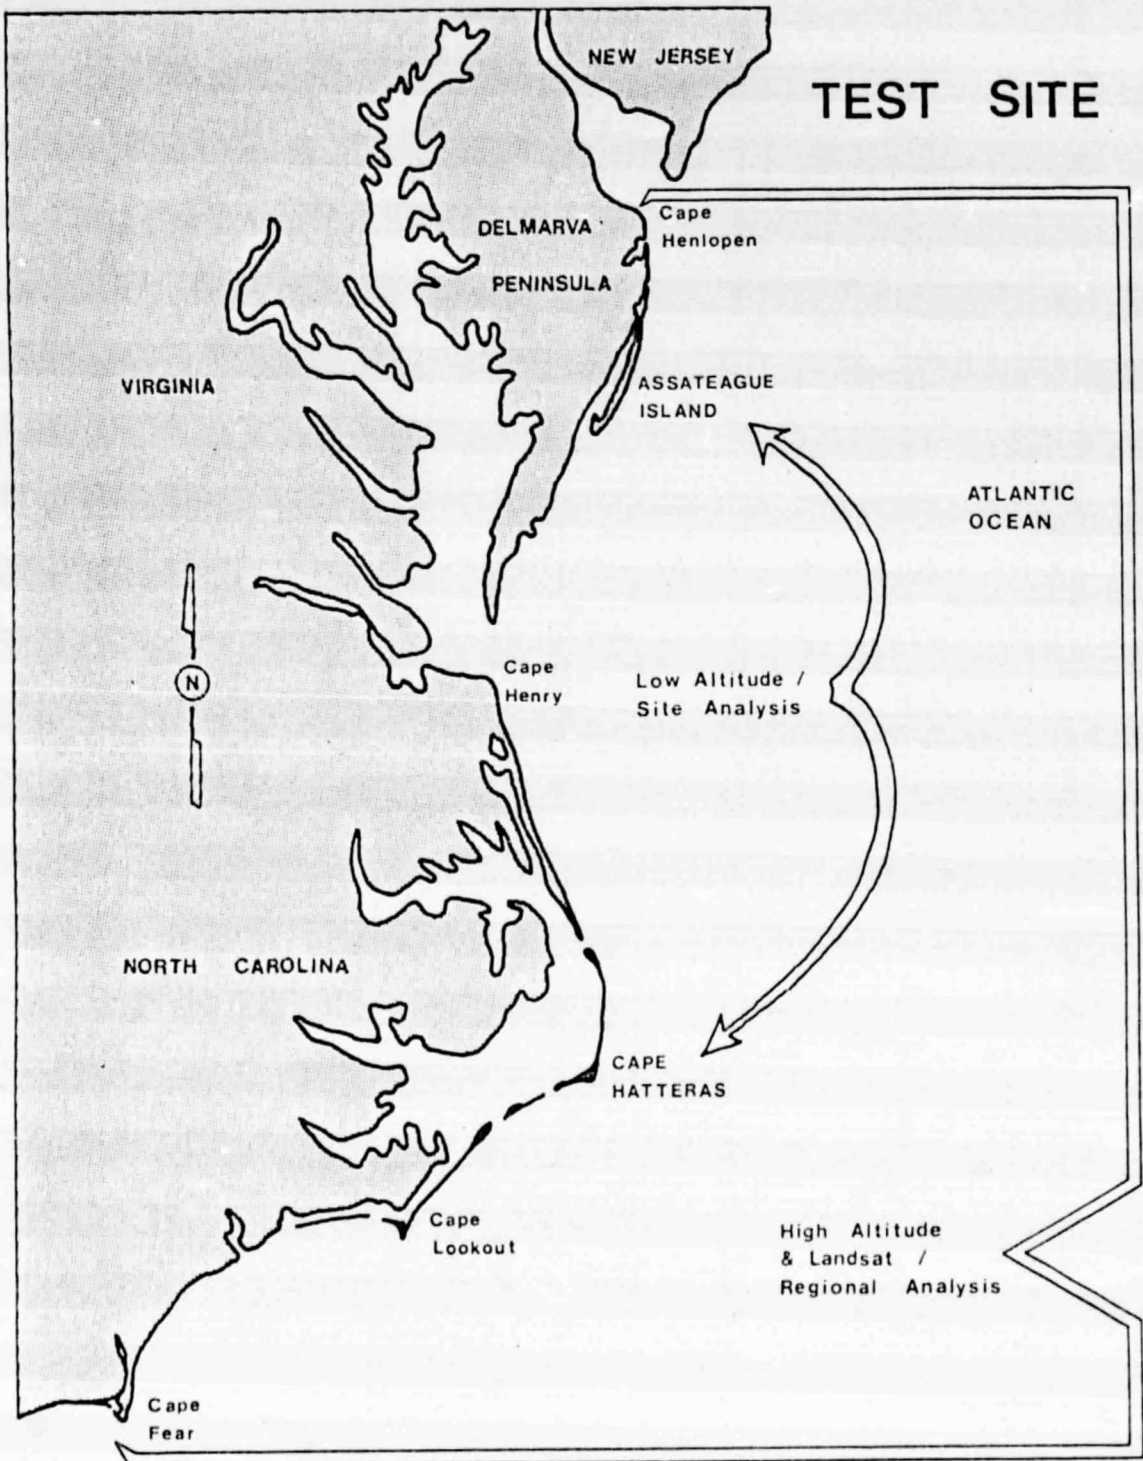 NEW JERSEY
TEST SITE
Cape
Henlopen
DELMARVA
PENINSULA
VIRGINIA
ASSATEAGUE
ISLAND
ATLANTIC
OCEAN
Cape
Henry
Low Altitude /
Site Analysis
N
NORTH CAROLINA
CAPE
HATTERAS
Cape
Lookout
High Altitude
& Landsat /
Regional Analysis
Cape
Fear